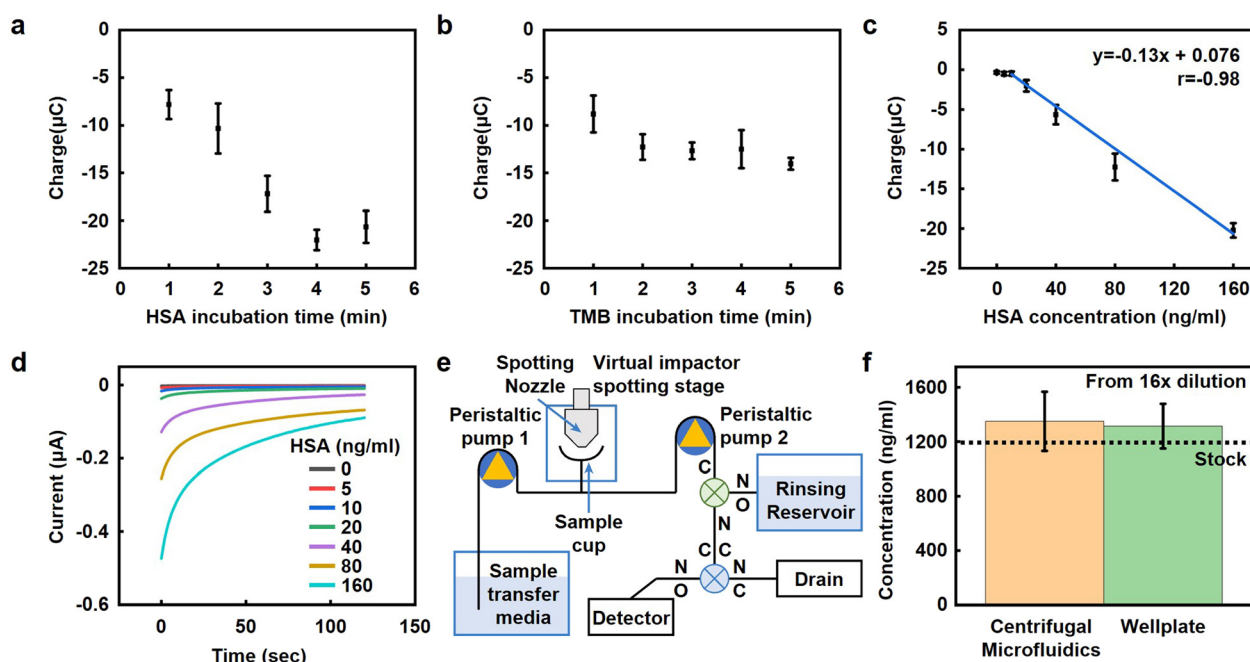 a
0
-5
-10
-15
-20
-25
Charge(µC)
0 1 2 3 4 5 6
HSA incubation time (min)
b
0
-5
-10
-15
-20
-25
Charge(µC)
0 1 2 3 4 5 6
TMB incubation time (min)
c
y=-0.13x + 0.076
r=-0.98
5
0
-5
-10
-15
-20
-25
Charge(µC)
0 40 80 120 160
HSA concentration (ng/ml)
d
0
-0.2
-0.4
-0.6
Current (µA)
HSA (ng/ml)
0
5
10
20
40
80
160
0 50 100 150
Time (sec)
e
Spotting
Nozzle
Virtual impactor
spotting stage
Peristaltic
pump 1
Peristaltic
pump 2
Sample
cup
Sample
transfer
media
C
N
O
Rinsing
Reservoir
N
C
C
N
O
N
C
Drain
Detector
f
From 16x dilution
1600
1200
800
400
0
Concentration (ng/ml)
Stock
Centrifugal
Microfluidics
Wellplate